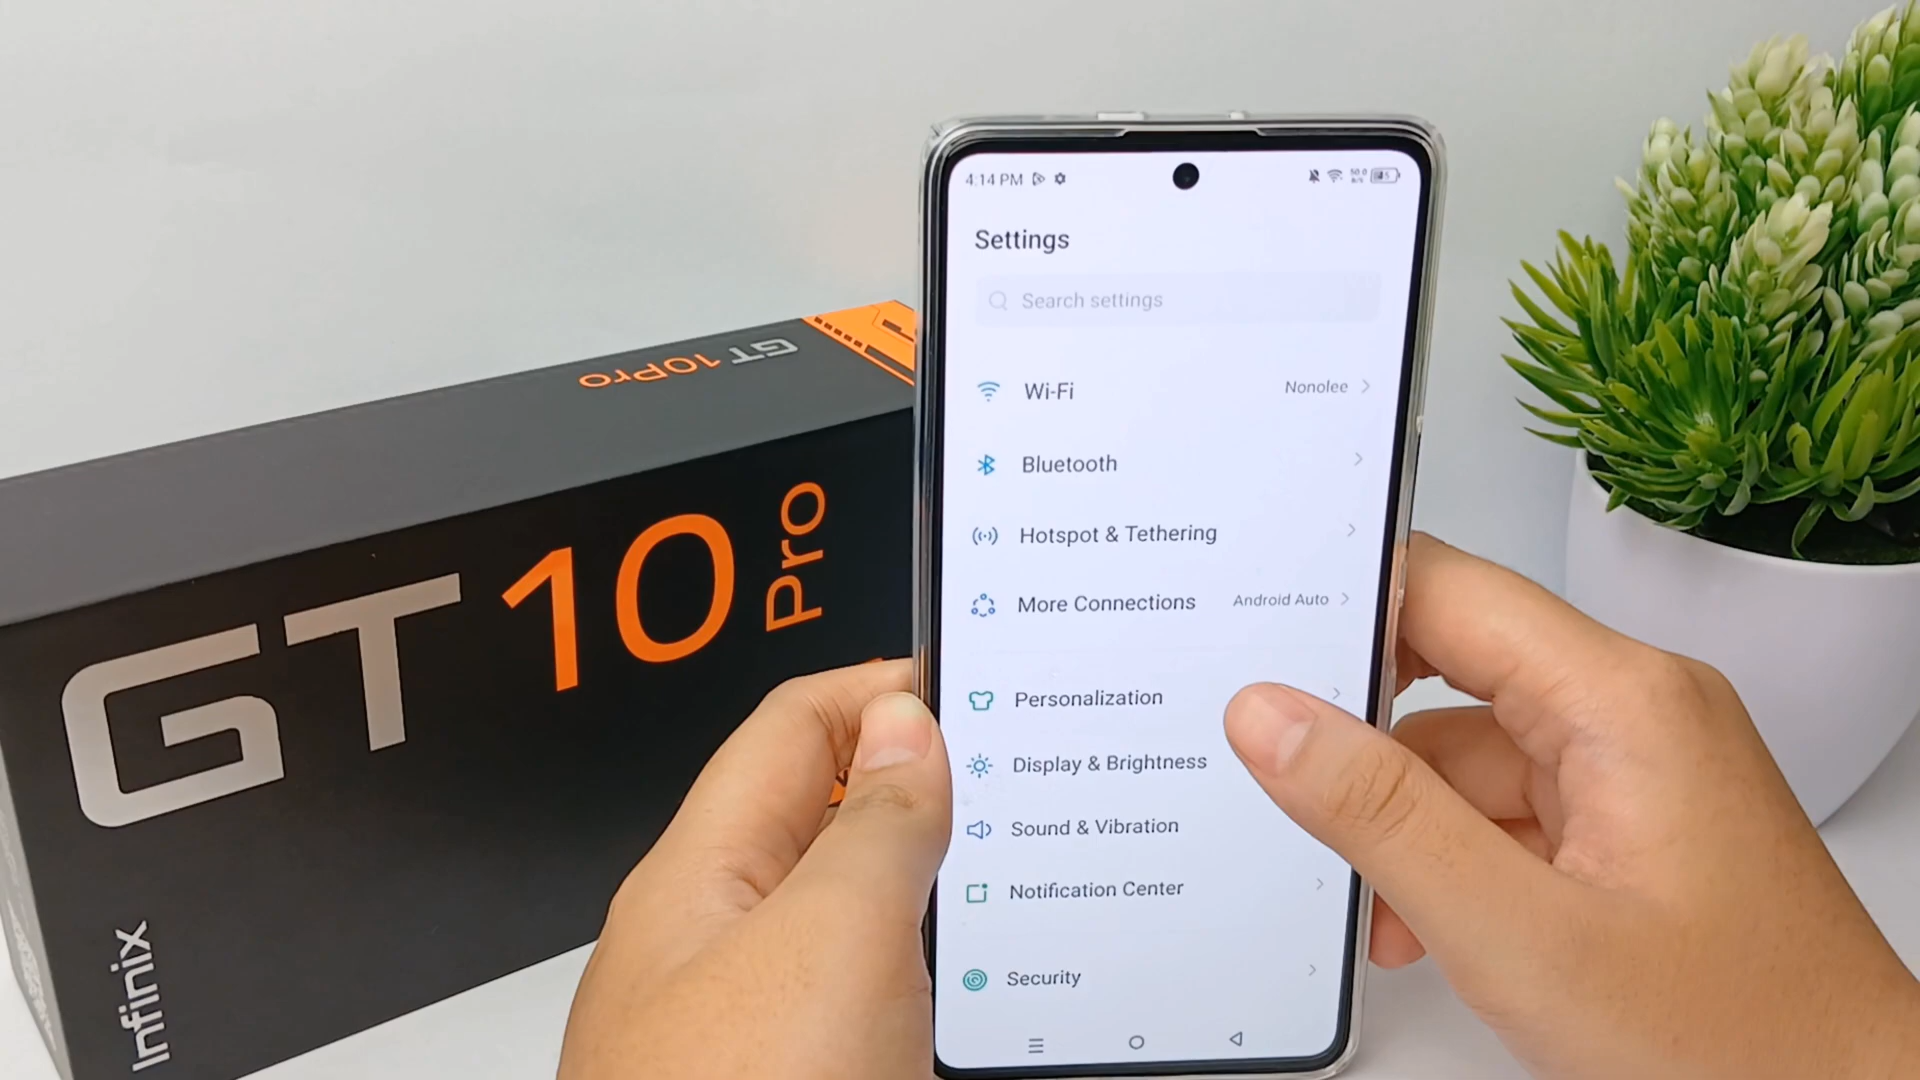 GT 10Pro
GT 10 Pro
Infinix
4:14 PM
Settings
Search settings
Wi-Fi Nonolee
Bluetooth
Hotspot & Tethering
More Connections Android Auto
Personalization
Display & Brightness
Sound & Vibration
Notification Center
Security